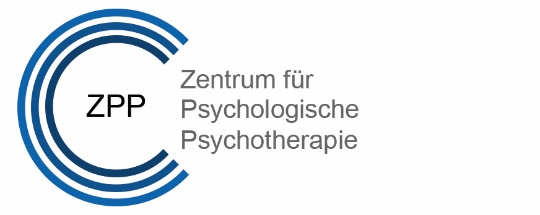 ZPP
Zentrum für
Psychologische
Psychotherapie